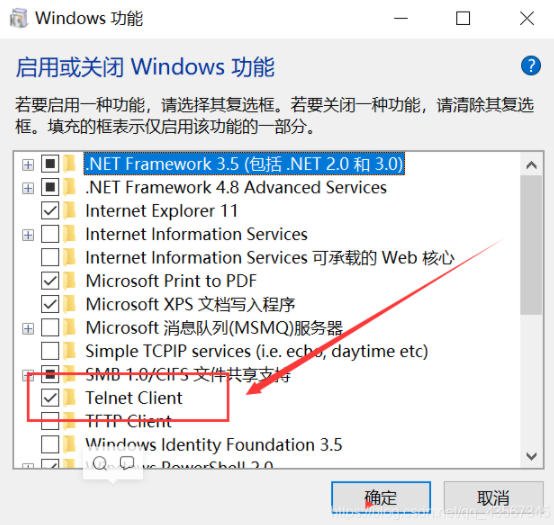 Windows 功能
启用或关闭 Windows 功能
若要启用一种功能，请选择其复选框。若要关闭一种功能，请清除其复选
框。填充的框表示仅启用该功能的一部分。
.NET Framework 3.5 (包括 .NET 2.0 和 3.0)
.NET Framework 4.8 Advanced Services
Internet Explorer 11
Internet Information Services
Internet Information Services 可承载的 Web 核心
Microsoft Print to PDF
Microsoft XPS 文档写入程序
Microsoft 消息队列(MSMQ)服务器
Simple TCPIP services (i.e. echo, daytime etc)
SMB 1.0/CIFS 文件共享支持
Telnet Client
TFTP Client
Windows Identity Foundation 3.5
Windows PowerShell 2.0
确定
取消